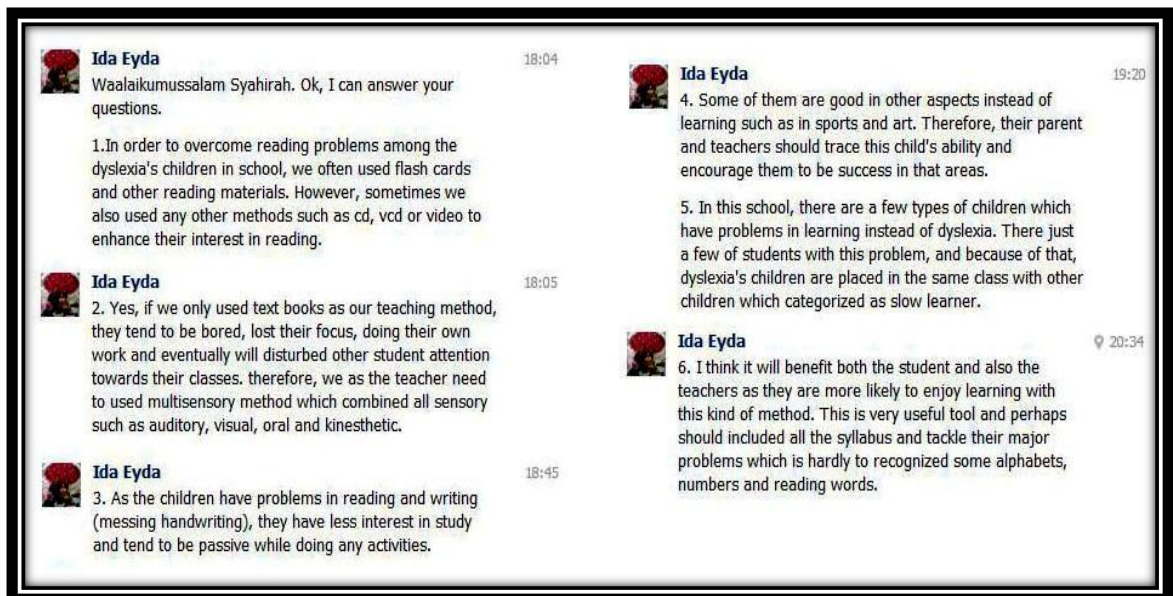 Ida Eyda
18:04
Waalaikumussalam Syahirah. Ok, I can answer your
questions.
1.In order to overcome reading problems among the
dyslexia's children in school, we often used flash cards
and other reading materials. However, sometimes we
also used any other methods such as cd, vcd or video to
enhance their interest in reading.
Ida Eyda
18:05
2. Yes, if we only used text books as our teaching method,
they tend to be bored, lost their focus, doing their own
work and eventually will disturbed other student attention
towards their classes. therefore, we as the teacher need
to used multisensory method which combined all sensory
such as auditory, visual, oral and kinesthetic.
Ida Eyda
18:45
3. As the children have problems in reading and writing
(messing handwriting), they have less interest in study
and tend to be passive while doing any activities.
Ida Eyda
19:20
4. Some of them are good in other aspects instead of
learning such as in sports and art. Therefore, their parent
and teachers should trace this child's ability and
encourage them to be success in that areas.
5. In this school, there are a few types of children which
have problems in learning instead of dyslexia. There just
a few of students with this problem, and because of that,
dyslexia's children are placed in the same class with other
children which categorized as slow learner.
Ida Eyda
20:34
6. I think it will benefit both the student and also the
teachers as they are more likely to enjoy learning with
this kind of method. This is very useful tool and perhaps
should included all the syllabus and tackle their major
problems which is hardly to recognized some alphabets,
numbers and reading words.